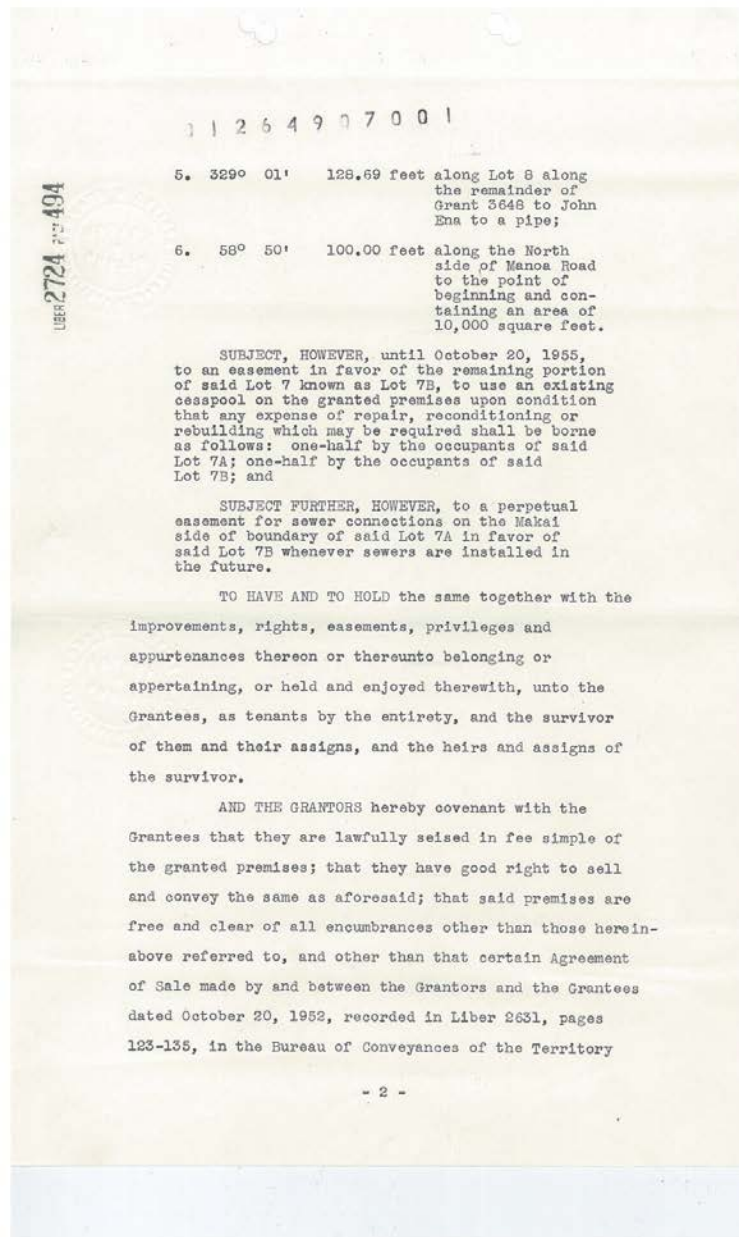 01264907001
LIBER 2724 494
5. 329° 01' 128.69 feet along Lot 8 along
the remainder of
Grant 3648 to John
Ena to a pipe;
6. 58° 50' 100.00 feet along the North
side of Manoa Road
to the point of
beginning and con-
taining an area of
10,000 square feet.
SUBJECT, HOWEVER, until October 20, 1955,
to an easement in favor of the remaining portion
of said Lot 7 known as Lot 7B, to use an existing
cesspool on the granted premises upon condition
that any expense of repair, reconditioning or
rebuilding which may be required shall be borne
as follows: one-half by the occupants of said
Lot 7A; one-half by the occupants of said
Lot 7B; and
SUBJECT FURTHER, HOWEVER, to a perpetual
easement for sewer connections on the Makai
side of boundary of said Lot 7A in favor of
said Lot 7B whenever sewers are installed in
the future.
TO HAVE AND TO HOLD the same together with the
improvements, rights, easements, privileges and
appurtenances thereon or thereunto belonging or
appertaining, or held and enjoyed therewith, unto the
Grantees, as tenants by the entirety, and the survivor
of them and their assigns, and the heirs and assigns of
the survivor.
AND THE GRANTORS hereby covenant with the
Grantees that they are lawfully seised in fee simple of
the granted premises; that they have good right to sell
and convey the same as aforesaid; that said premises are
free and clear of all encumbrances other than those herein-
above referred to, and other than that certain Agreement
of Sale made by and between the Grantors and the Grantees
dated October 20, 1952, recorded in Liber 2631, pages
123-135, in the Bureau of Conveyances of the Territory
- 2 -